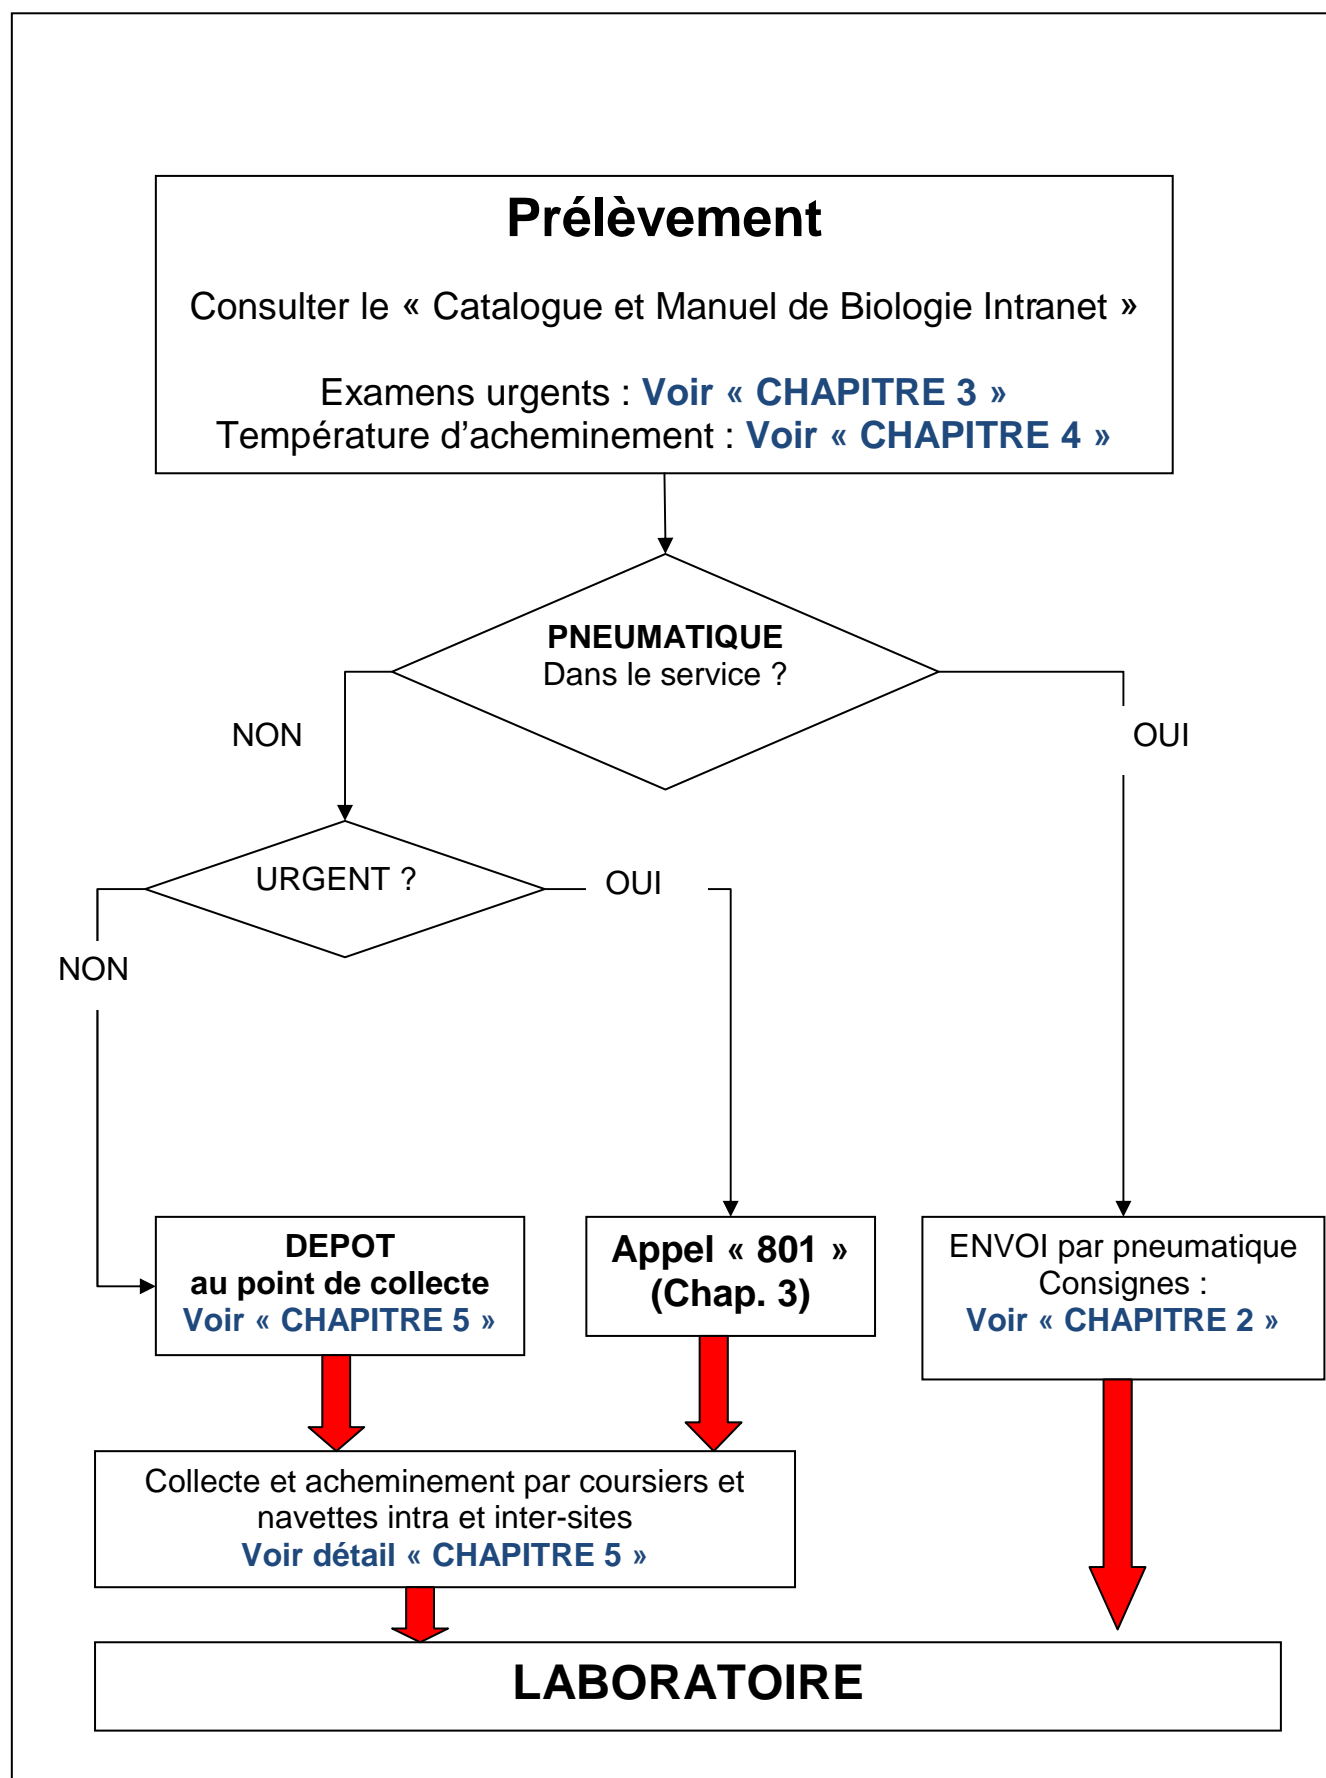 Prélèvement
Consulter le « Catalogue et Manuel de Biologie Intranet »
Examens urgents : Voir « CHAPITRE 3 »
Température d'acheminement : Voir « CHAPITRE 4 »
PNEUMATIQUE
Dans le service ?
NON
OUI
URGENT ?
OUI
NON
DEPOT
au point de collecte
Voir « CHAPITRE 5 »
Appel « 801 »
(Chap. 3)
ENVOI par pneumatique
Consignes :
Voir « CHAPITRE 2 »
Collecte et acheminement par coursiers et
navettes intra et inter-sites
Voir détail « CHAPITRE 5 »
LABORATOIRE